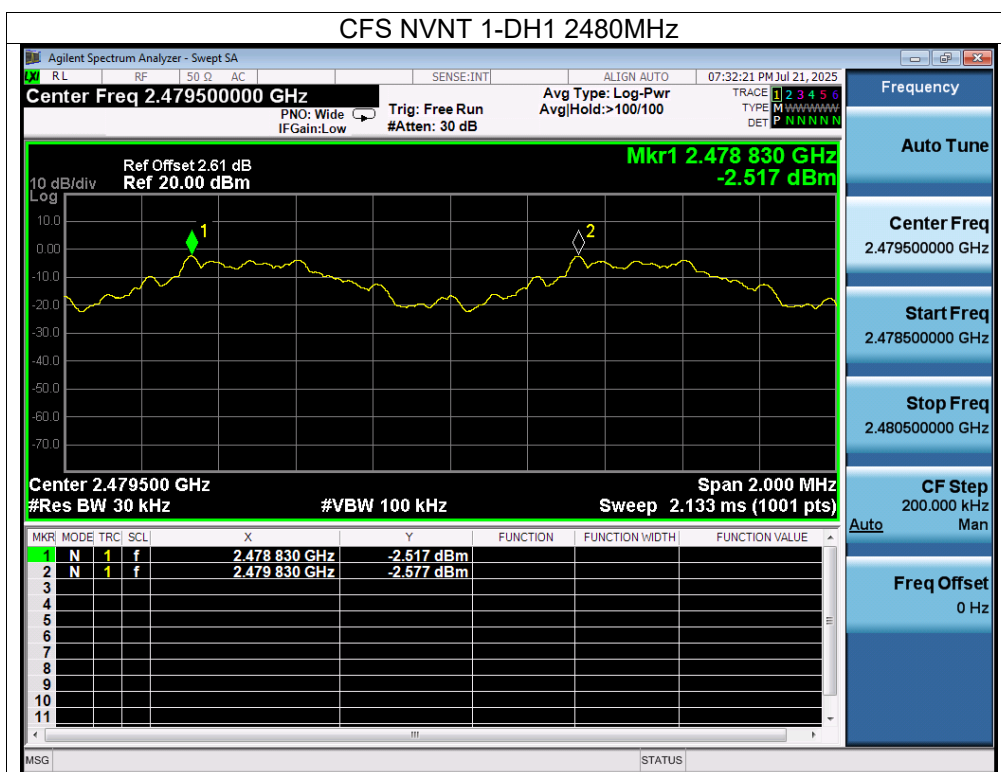 CFS NVNT 1-DH1 2480MHz
Agilent Spectrum Analyzer - Swept SA
LXI RL RF 50 Ω AC SENSE:INT ALIGN AUTO 07:32:21 PM Jul 21, 2025
Center Freq 2.479500000 GHz Avg Type: Log-Pwr TRACE 1 2 3 4 5 6
PNO: Wide Trig: Free Run Avg|Hold:>100/100 TYPE M WWWWW
IFGain:Low #Atten: 30 dB DET P N N N N N
Mkr1 2.478 830 GHz
Ref Offset 2.61 dB
10 dB/div Ref 20.00 dBm -2.517 dBm
Log
10.0
0.00
-10.0
-20.0
-30.0
-40.0
-50.0
-60.0
-70.0
1
2
Center 2.479500 GHz Span 2.000 MHz
#Res BW 30 kHz #VBW 100 kHz Sweep 2.133 ms (1001 pts)
MKR MODE TRC SCL X Y FUNCTION FUNCTION WIDTH FUNCTION VALUE
1 N 1 f 2.478 830 GHz -2.517 dBm
2 N 1 f 2.479 830 GHz -2.577 dBm
3
4
5
6
7
8
9
10
11
MSG STATUS
Frequency
Auto Tune
Center Freq
2.479500000 GHz
Start Freq
2.478500000 GHz
Stop Freq
2.480500000 GHz
CF Step
200.000 kHz
Auto Man
Freq Offset
0 Hz